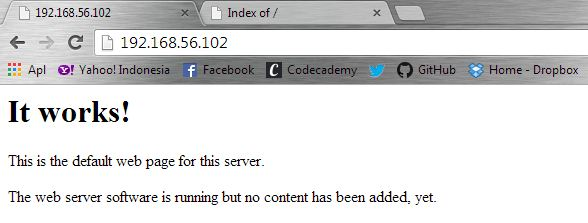 192.168.56.102 Index of /
192.168.56.102
Apl Yahoo! Indonesia Facebook Codecademy GitHub Home - Dropbox
It works!
This is the default web page for this server.
The web server software is running but no content has been added, yet.